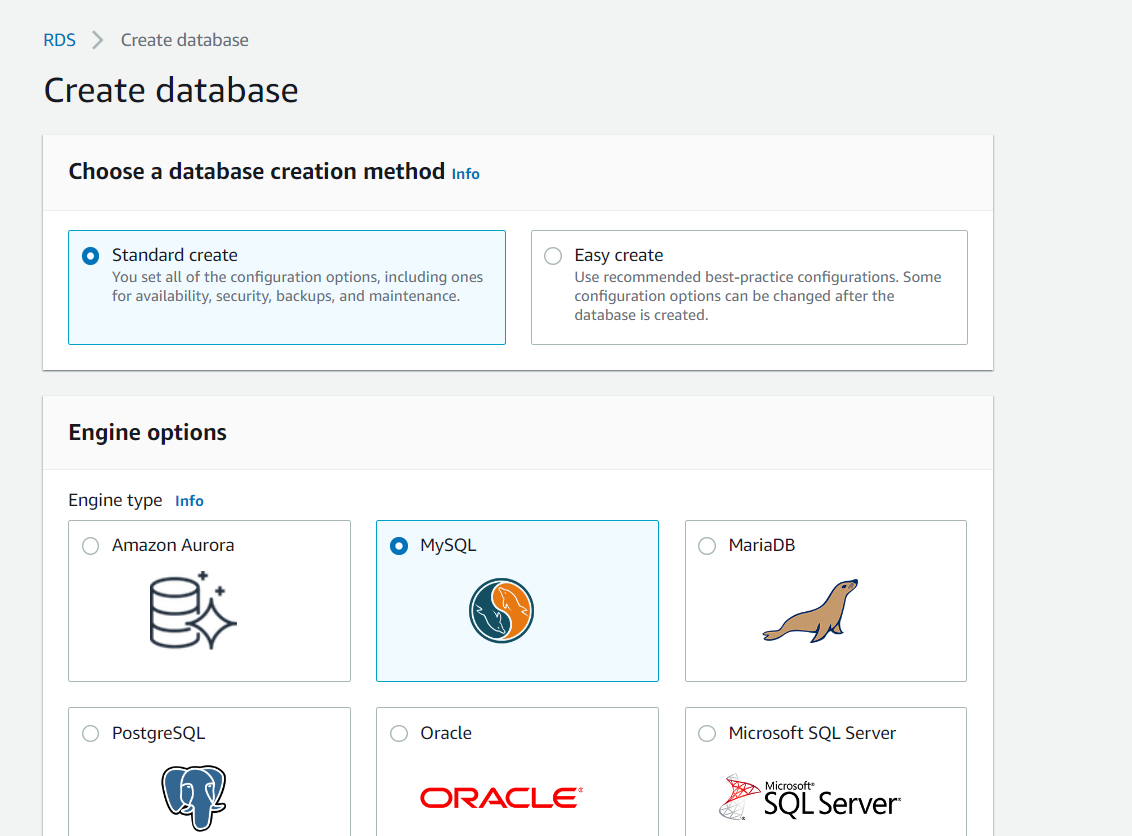 RDS > Create database
Create database
Choose a database creation method Info
Standard create
You set all of the configuration options, including ones
for availability, security, backups, and maintenance.
Easy create
Use recommended best-practice configurations. Some
configuration options can be changed after the
database is created.
Engine options
Engine type Info
Amazon Aurora
MySQL
MariaDB
PostgreSQL
Oracle
ORACLE®
Microsoft SQL Server
Microsoft®
SQL Server®